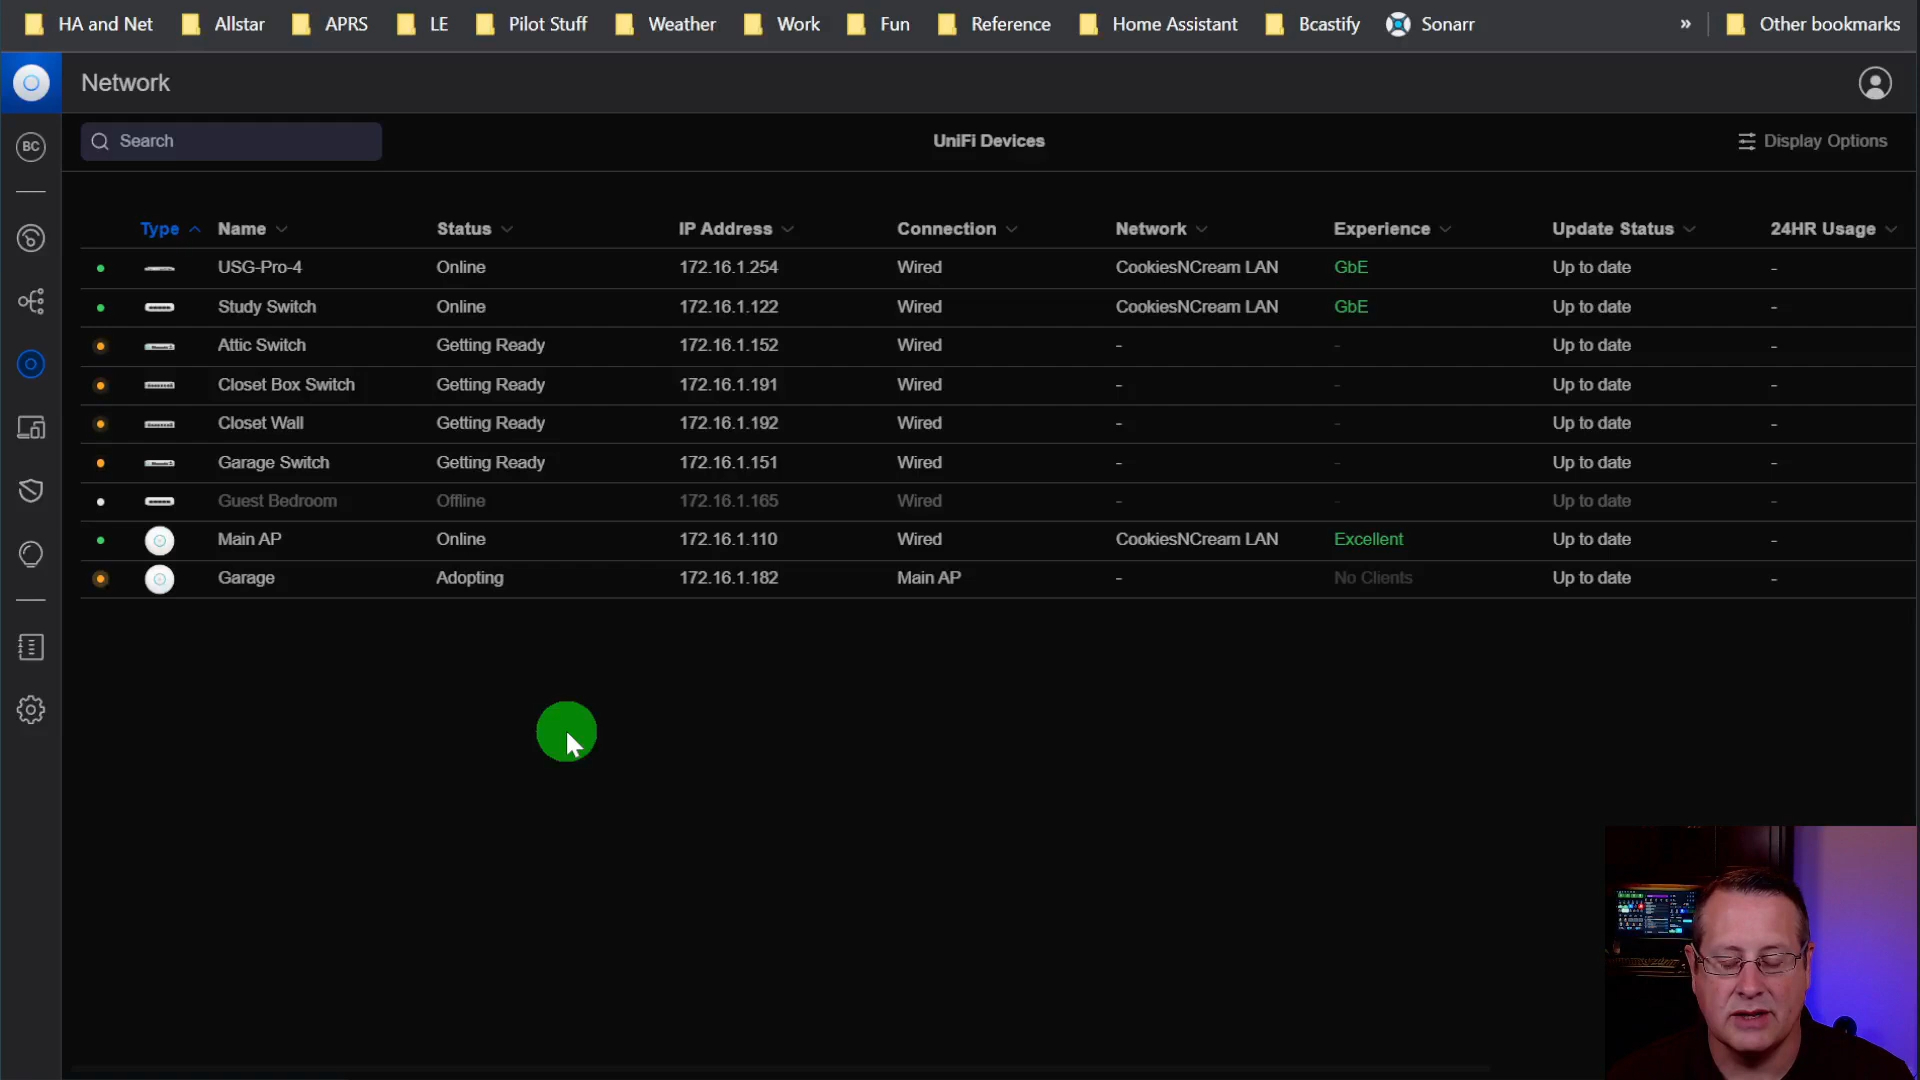 HA and Net Allstar APRS LE Pilot Stuff Weather Work Fun Reference Home Assistant Bcastify Sonarr » Other bookmarks
Network
BC
Search UniFi Devices Display Options
Type Name Status IP Address Connection Network Experience Update Status 24HR Usage
USG-Pro-4 Online 172.16.1.254 Wired CookiesNCream LAN GbE Up to date -
Study Switch Online 172.16.1.122 Wired CookiesNCream LAN GbE Up to date -
Attic Switch Getting Ready 172.16.1.152 Wired - - Up to date -
Closet Box Switch Getting Ready 172.16.1.191 Wired - - Up to date -
Closet Wall Getting Ready 172.16.1.192 Wired - - Up to date -
Garage Switch Getting Ready 172.16.1.151 Wired - - Up to date -
Guest Bedroom Offline 172.16.1.165 Wired - - Up to date -
Main AP Online 172.16.1.110 Wired CookiesNCream LAN Excellent Up to date -
Garage Adopting 172.16.1.182 Main AP - No Clients Up to date -